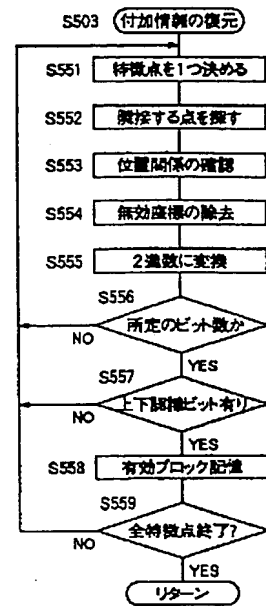 S503 付加情報の復元
S551 特徴点を1つ決める
S552 隣接する点を探す
S553 位置関係の確認
S554 無効座標の除去
S555 2進数に変換
S556
所定のビット数か
NO
YES
S557
上下認識ビット有り
NO
YES
S558 有効ブロック記憶
S559
全特徴点終了?
NO
YES
リターン